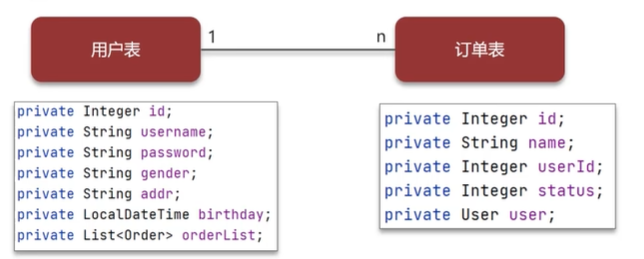 用户表
1
n
订单表
private Integer id;
private String username;
private String password;
private String gender;
private String addr;
private LocalDateTime birthday;
private List<Order> orderList;
private Integer id;
private String name;
private Integer userId;
private Integer status;
private User user;